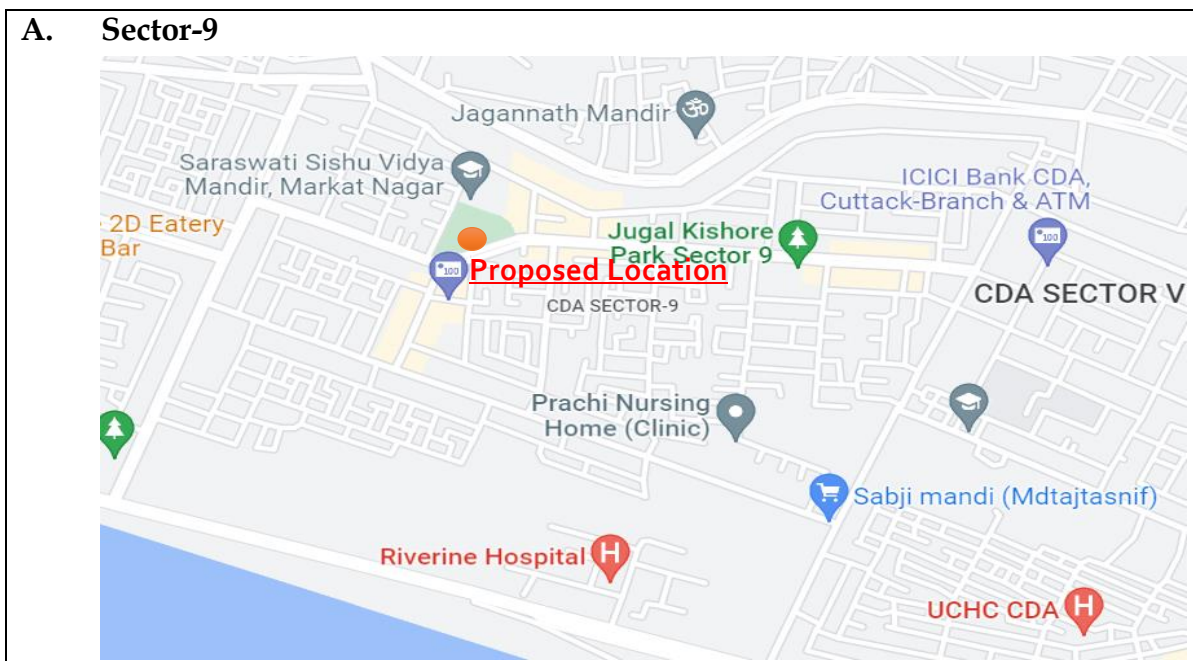 A. Sector-9
Jagannath Mandir
Saraswati Sishu Vidya
Mandir, Markat Nagar
ICICI Bank CDA,
Cuttack-Branch & ATM
2D Eatery
Bar
Jugal Kishore
Park Sector 9
Proposed Location
CDA SECTOR-9
CDA SECTOR V
Prachi Nursing
Home (Clinic)
Sabji mandi (Mdtajtasnif)
Riverine Hospital
H
UCHC CDA
H